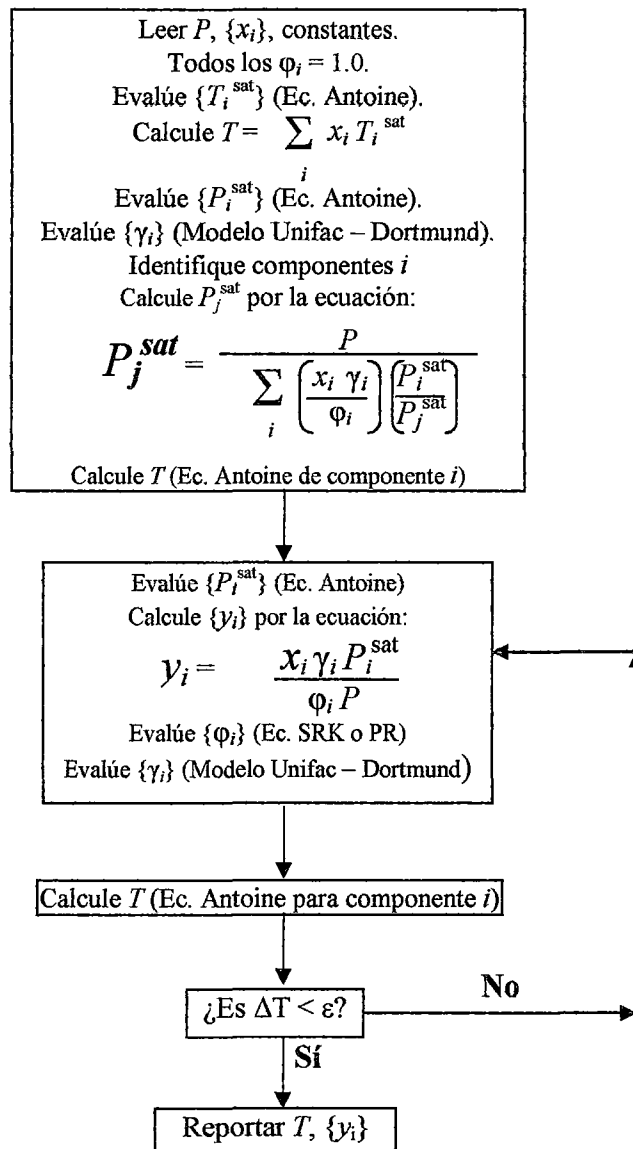 Leer P, {xᵢ}, constantes.
Todos los φᵢ = 1.0.
Evalúe {Tᵢˢᵃᵗ} (Ec. Antoine).
Calcule T = ∑ᵢ xᵢ Tᵢˢᵃᵗ
Evalúe {Pᵢˢᵃᵗ} (Ec. Antoine).
Evalúe {γᵢ} (Modelo Unifac – Dortmund).
Identifique componentes i
Calcule Pⱼˢᵃᵗ por la ecuación:
Pⱼˢᵃᵗ = P / ∑ᵢ (xᵢ γᵢ / φᵢ) (Pᵢˢᵃᵗ / Pⱼˢᵃᵗ)
Calcule T (Ec. Antoine de componente i)
Evalúe {Pᵢˢᵃᵗ} (Ec. Antoine)
Calcule {yᵢ} por la ecuación:
yᵢ = xᵢ γᵢ Pᵢˢᵃᵗ / φᵢ P
Evalúe {φᵢ} (Ec. SRK o PR)
Evalúe {γᵢ} (Modelo Unifac – Dortmund)
Calcule T (Ec. Antoine para componente i)
¿Es ΔT < ε?
No
Sí
Reportar T, {yᵢ}